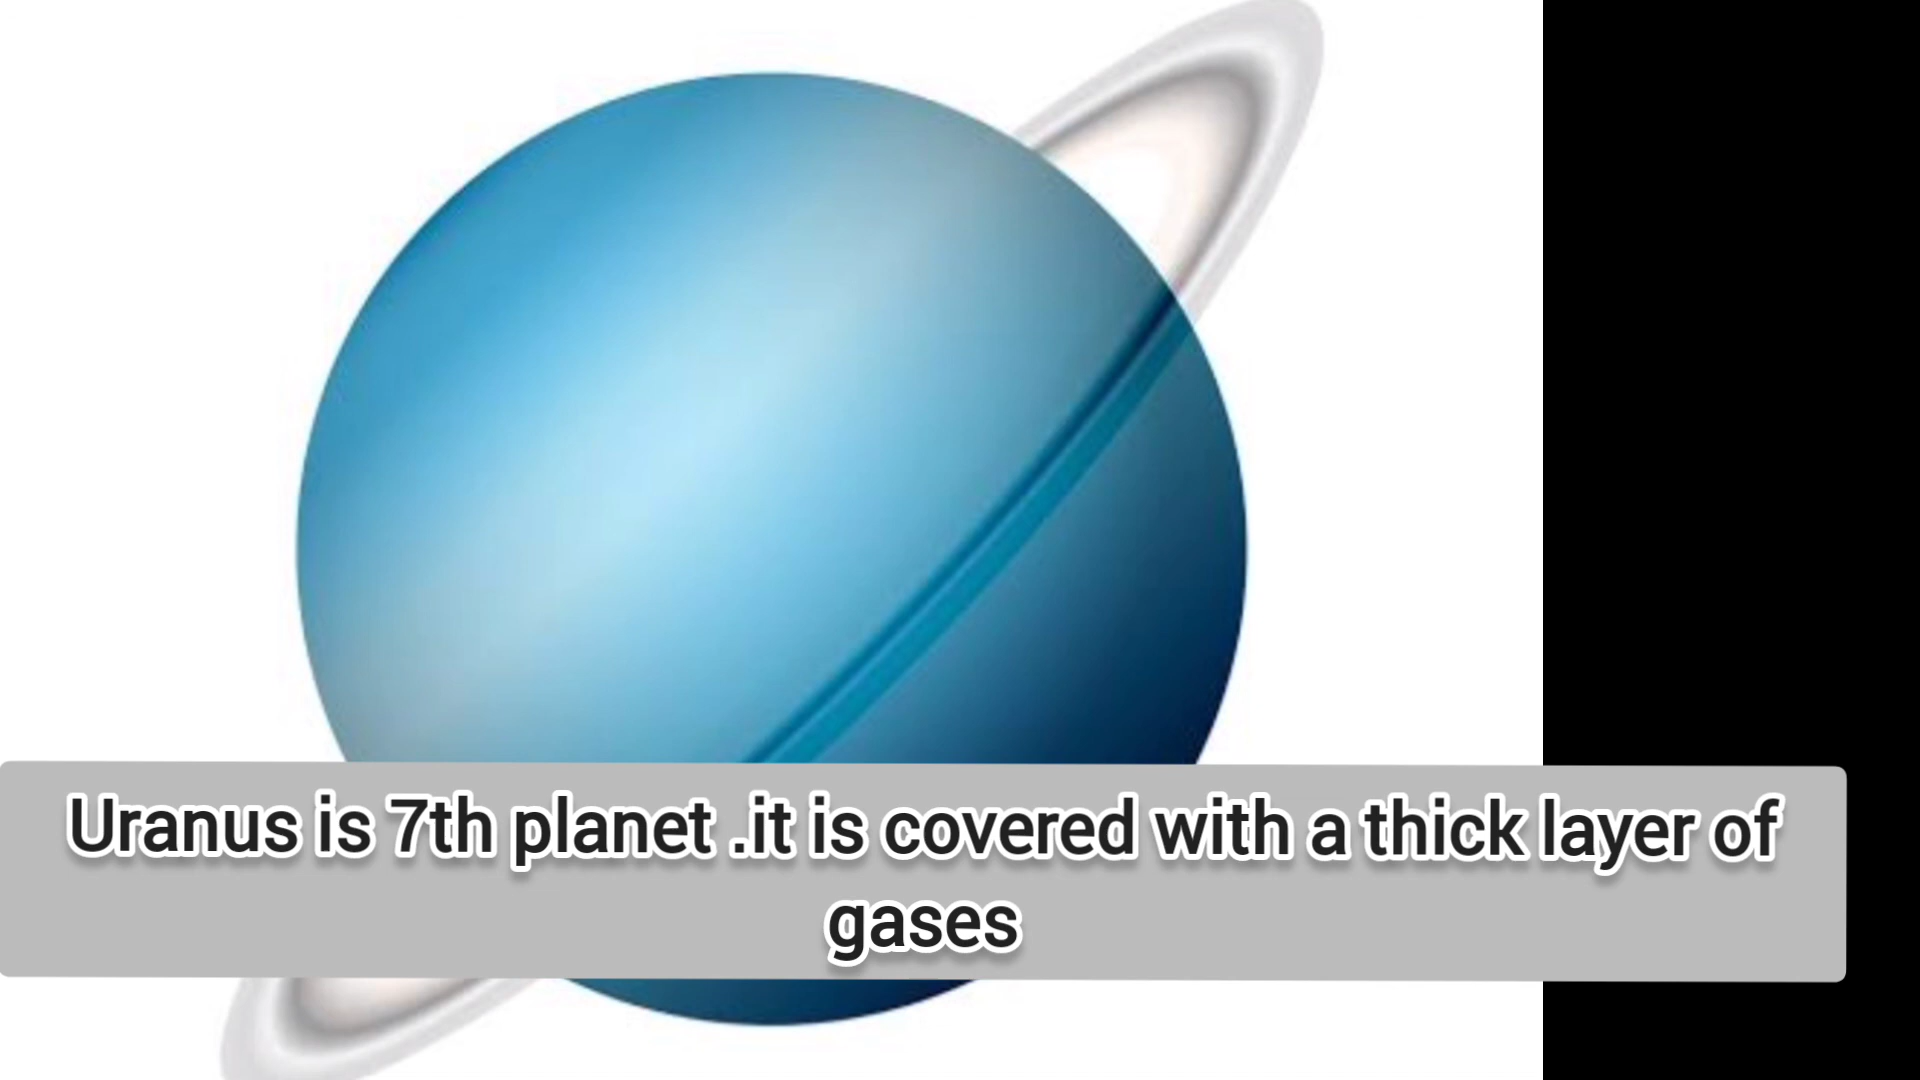 Uranus is 7th planet .it is covered with a thick layer of
gases